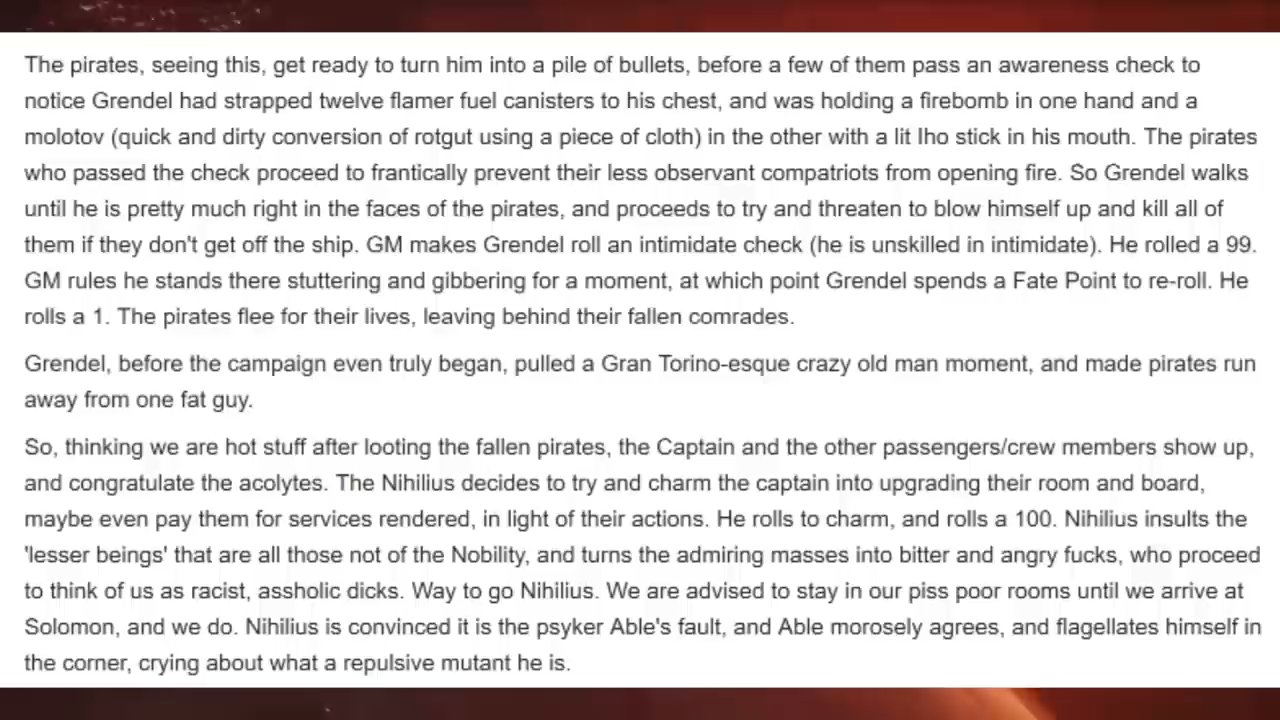 The pirates, seeing this, get ready to turn him into a pile of bullets, before a few of them pass an awareness check to
notice Grendel had strapped twelve flamer fuel canisters to his chest, and was holding a firebomb in one hand and a
molotov (quick and dirty conversion of rotgut using a piece of cloth) in the other with a lit lho stick in his mouth. The pirates
who passed the check proceed to frantically prevent their less observant compatriots from opening fire. So Grendel walks
until he is pretty much right in the faces of the pirates, and proceeds to try and threaten to blow himself up and kill all of
them if they don't get off the ship. GM makes Grendel roll an intimidate check (he is unskilled in intimidate). He rolled a 99.
GM rules he stands there stuttering and gibbering for a moment, at which point Grendel spends a Fate Point to re-roll. He
rolls a 1. The pirates flee for their lives, leaving behind their fallen comrades.
Grendel, before the campaign even truly began, pulled a Gran Torino-esque crazy old man moment, and made pirates run
away from one fat guy.
So, thinking we are hot stuff after looting the fallen pirates, the Captain and the other passengers/crew members show up,
and congratulate the acolytes. The Nihilius decides to try and charm the captain into upgrading their room and board,
maybe even pay them for services rendered, in light of their actions. He rolls to charm, and rolls a 100. Nihilius insults the
'lesser beings' that are all those not of the Nobility, and turns the admiring masses into bitter and angry fucks, who proceed
to think of us as racist, assholic dicks. Way to go Nihilius. We are advised to stay in our piss poor rooms until we arrive at
Solomon, and we do. Nihilius is convinced it is the psyker Able's fault, and Able morosely agrees, and flagellates himself in
the corner, crying about what a repulsive mutant he is.